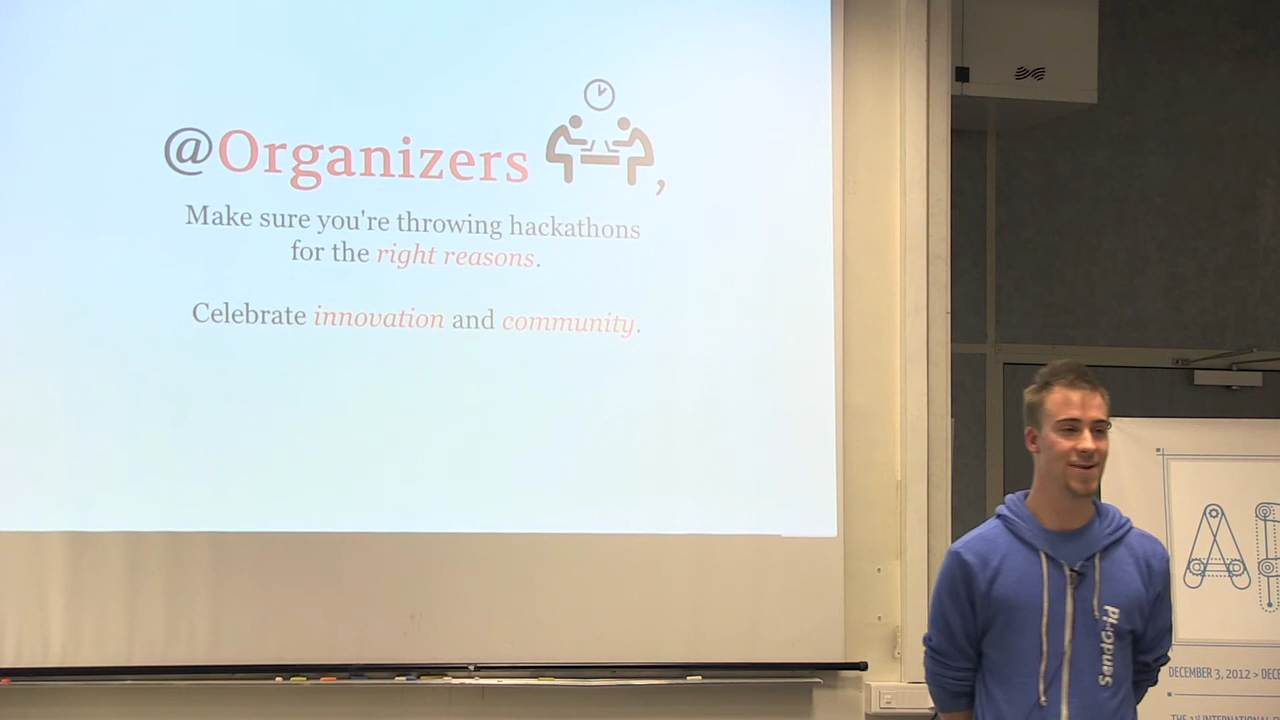 @Organizers,
Make sure you're throwing hackathons
for the right reasons.
Celebrate innovation and community.
SendGrid
DECEMBER 3, 2012 > DECE